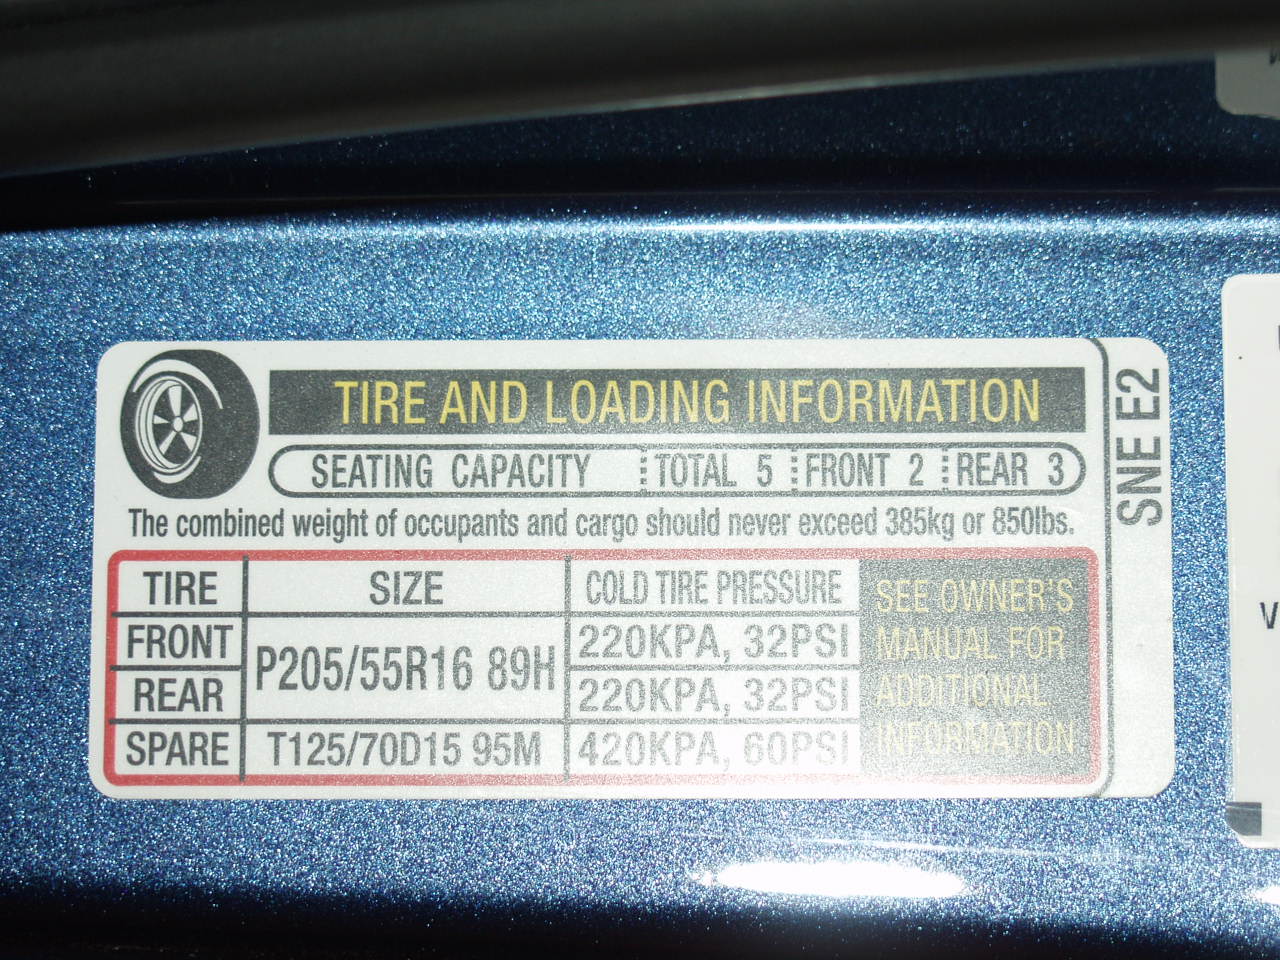 TIRE AND LOADING INFORMATION
SEATING CAPACITY TOTAL 5 FRONT 2 REAR 3
The combined weight of occupants and cargo should never exceed 385kg or 850lbs.
TIRE SIZE COLD TIRE PRESSURE
FRONT P205/55R16 89H 220KPA, 32PSI
REAR 220KPA, 32PSI
SPARE T125/70D15 95M 420KPA, 60PSI
SEE OWNER'S
MANUAL FOR
ADDITIONAL
INFORMATION
SNE E2
V